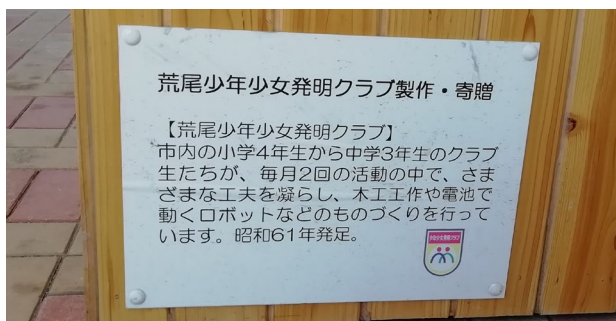 荒尾少年少女発明クラブ製作・寄贈
【荒尾少年少女発明クラブ】
市内の小学4年生から中学3年生のクラブ
生たちが、毎月2回の活動の中で、さま
ざまな工夫を凝らし、木工工作や電池で
動くロボットなどのものづくりを行って
います。昭和61年発足。